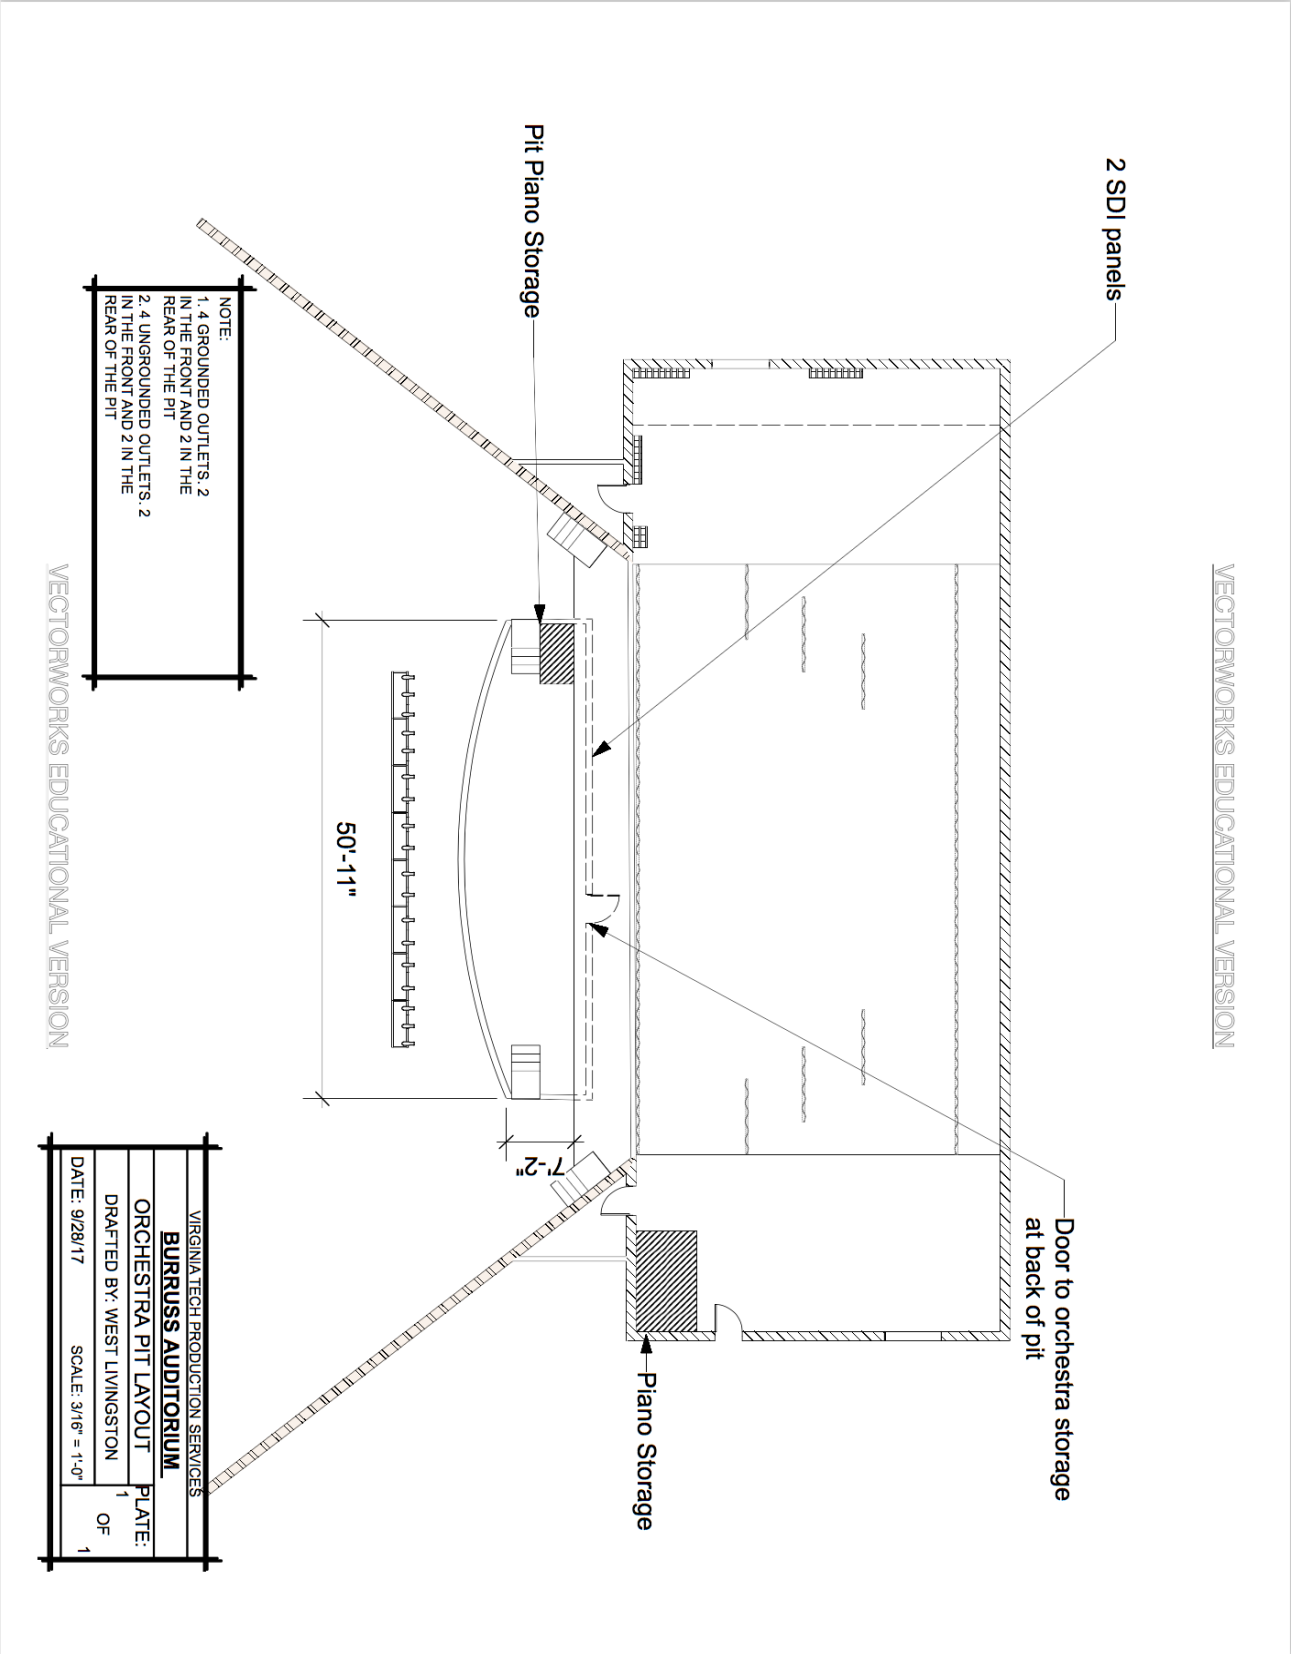 VECTORWORKS EDUCATIONAL VERSION
2 SDI panels
Door to orchestra storage
at back of pit
Pit Piano Storage
Piano Storage
7'-2"
50'-11"
NOTE:
1. 4 GROUNDED OUTLETS. 2
IN THE FRONT AND 2 IN THE
REAR OF THE PIT
2. 4 UNGROUNDED OUTLETS. 2
IN THE FRONT AND 2 IN THE
REAR OF THE PIT
VIRGINIA TECH PRODUCTION SERVICES
BURRUSS AUDITORIUM
ORCHESTRA PIT LAYOUT
PLATE:
DRAFTED BY: WEST LIVINGSTON
1
OF
1
DATE: 9/28/17
SCALE: 3/16" = 1'-0"
VECTORWORKS EDUCATIONAL VERSION